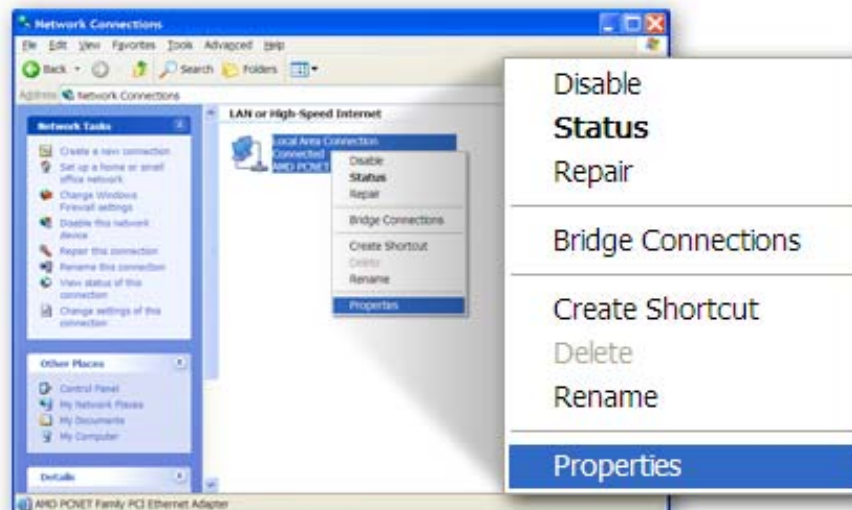 Network Connections
File Edit View Favorites Tools Advanced Help
Back Search Folders
Address Network Connections
Network Tasks
Create a new connection
Set up a home or small
office network
Change Windows
Firewall settings
Disable this network
device
Repair this connection
Rename this connection
View status of this
connection
Change settings of this
connection
Other Places
Control Panel
My Network Places
My Documents
My Computer
Details
LAN or High-Speed Internet
Local Area Connection
Connected
AMD PCNET
Disable
Status
Repair
Bridge Connections
Create Shortcut
Delete
Rename
Properties
AMD PCNET Family PCI Ethernet Adapter
Disable
Status
Repair
Bridge Connections
Create Shortcut
Delete
Rename
Properties